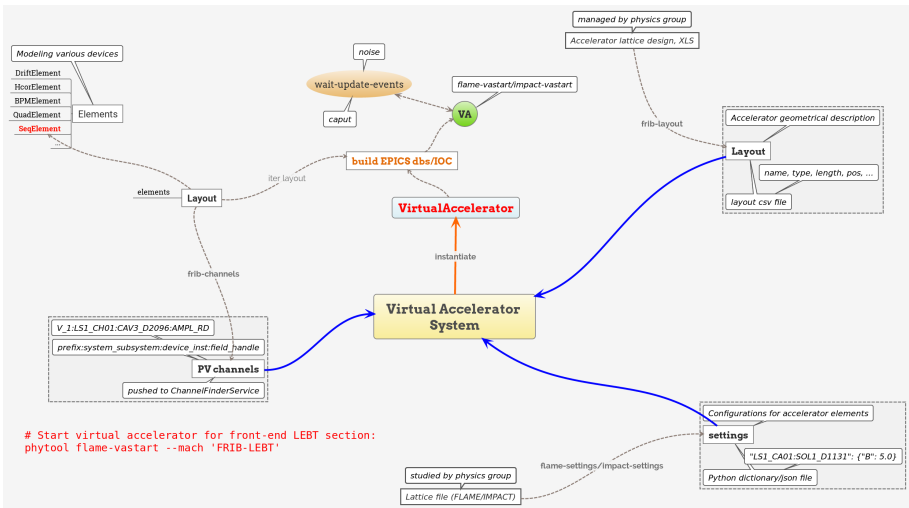 managed by physics group
Accelerator lattice design, XLS
noise
Modeling various devices
DriftElement
HcorElement
BPMElement
QuadElement
SeqElement
...
Elements
wait-update-events
caput
flame-vastart/impact-vastart
VA
frib-layout
Accelerator geometrical description
Layout
name, type, length, pos, ...
layout csv file
build EPICS dbs/IOC
iter layout
elements
Layout
VirtualAccelerator
instantiate
frib-channels
Virtual Accelerator
System
V_1:LS1_CH01:CAV3_D2096:AMPL_RD
prefix:system_subsystem:device_inst:field_handle
PV channels
pushed to ChannelFinderService
# Start virtual accelerator for front-end LEBT section:
phytool flame-vastart --mach 'FRIB-LEBT'
Configurations for accelerator elements
settings
"LS1_CA01:SOL1_D1131": {"B": 5.0}
Python dictionary/json file
flame-settings/impact-settings
studied by physics group
Lattice file (FLAME/IMPACT)